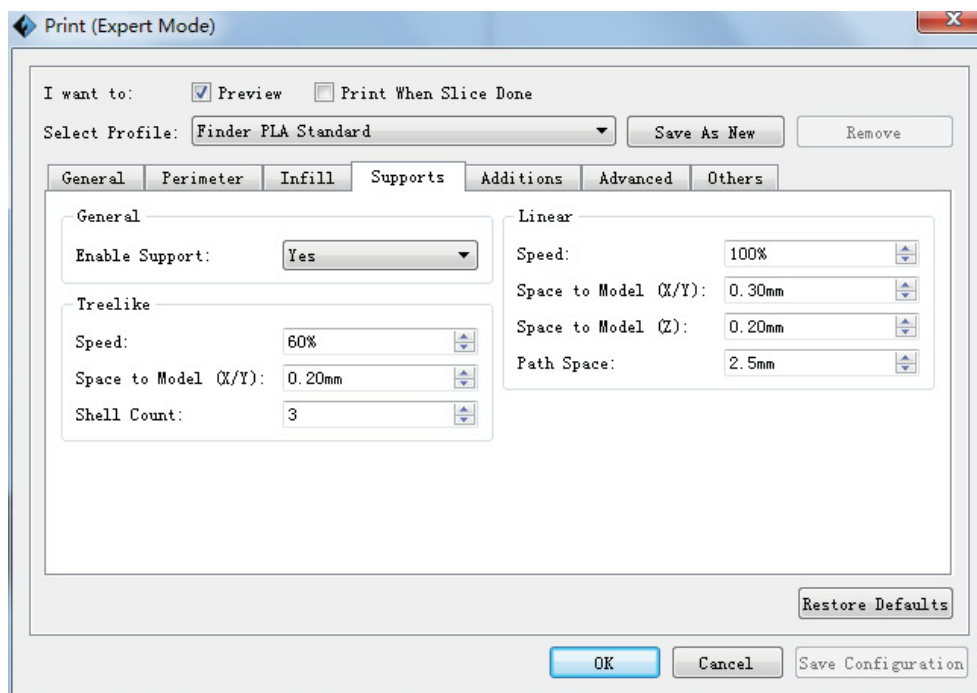 Print (Expert Mode)
I want to: Preview Print When Slice Done
Select Profile: Finder PLA Standard Save As New Remove
General Perimeter Infill Supports Additions Advanced Others
General
Enable Support: Yes
Treelike
Speed: 60%
Space to Model (X/Y): 0.20mm
Shell Count: 3
Linear
Speed: 100%
Space to Model (X/Y): 0.30mm
Space to Model (Z): 0.20mm
Path Space: 2.5mm
Restore Defaults
OK Cancel Save Configuration